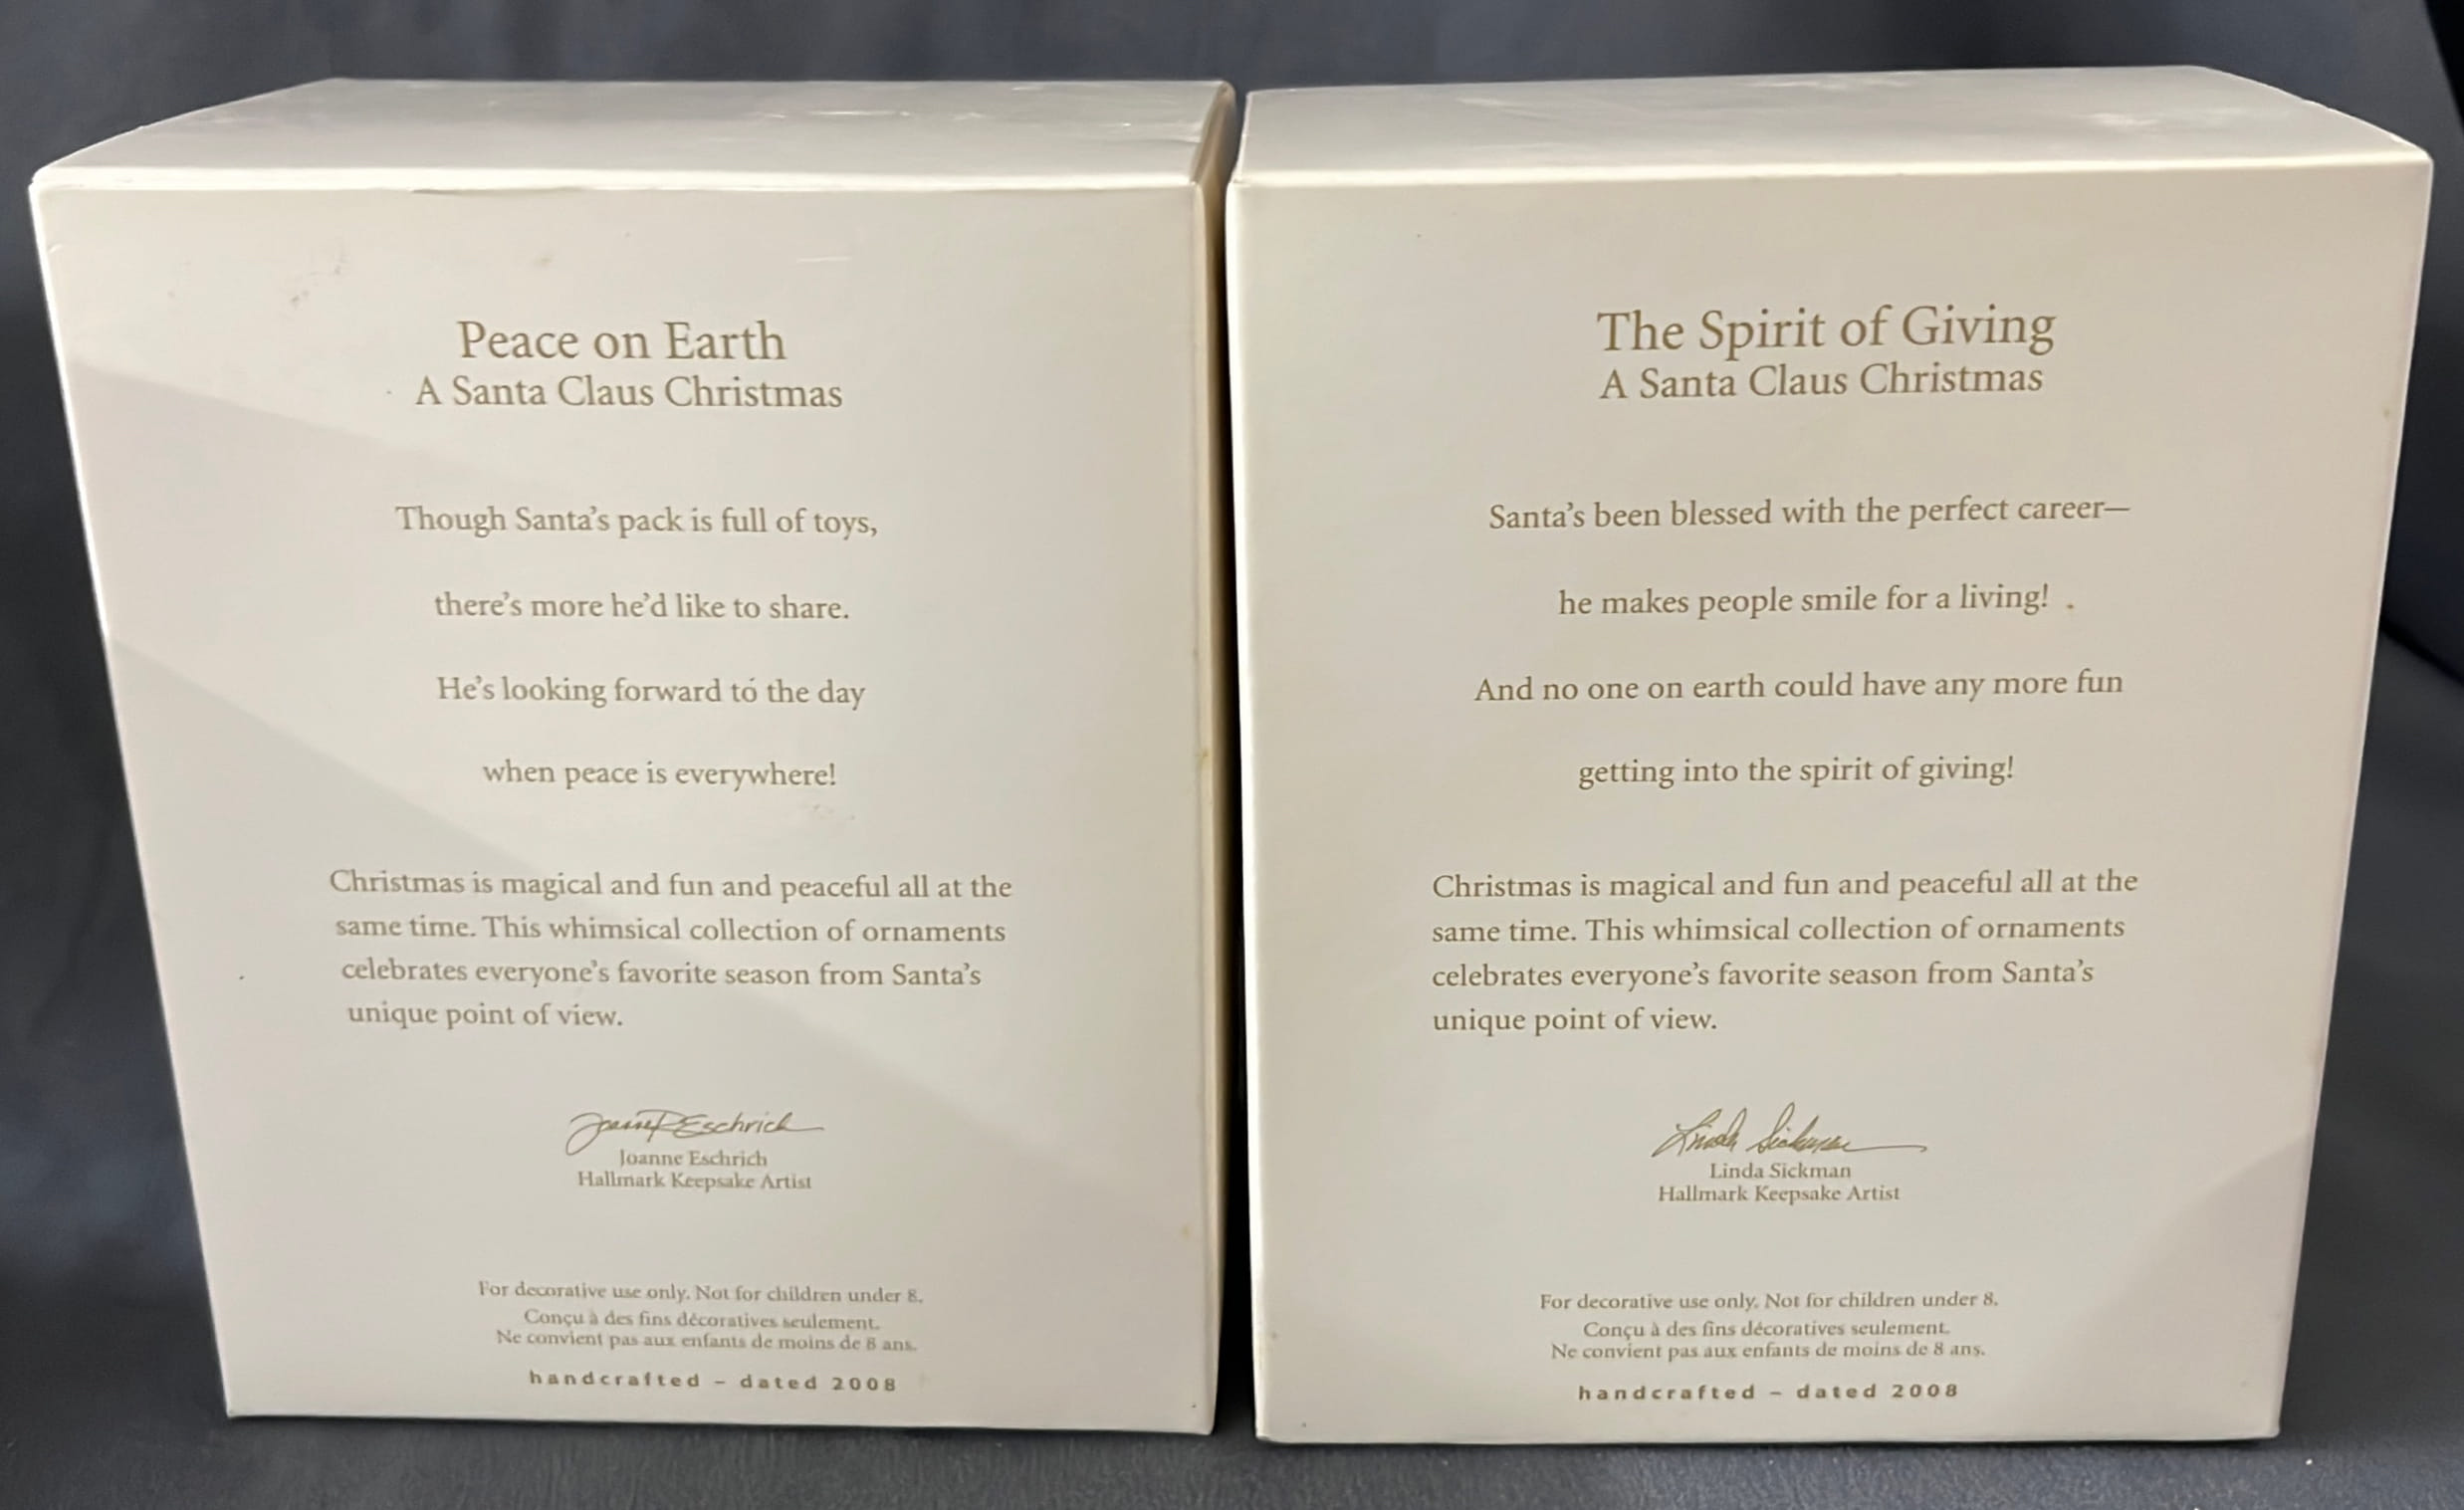 Peace on Earth
A Santa Claus Christmas
Though Santa's pack is full of toys,
there's more he'd like to share.
He's looking forward to the day
when peace is everywhere!
Christmas is magical and fun and peaceful all at the
same time. This whimsical collection of ornaments
celebrates everyone's favorite season from Santa's
unique point of view.
Joanne Eschrich
Joanne Eschrich
Hallmark Keepsake Artist
For decorative use only. Not for children under 8.
Conçu à des fins décoratives seulement.
Ne convient pas aux enfants de moins de 8 ans.
handcrafted – dated 2008
The Spirit of Giving
A Santa Claus Christmas
Santa's been blessed with the perfect career—
he makes people smile for a living!
And no one on earth could have any more fun
getting into the spirit of giving!
Christmas is magical and fun and peaceful all at the
same time. This whimsical collection of ornaments
celebrates everyone's favorite season from Santa's
unique point of view.
Linda Sickman
Linda Sickman
Hallmark Keepsake Artist
For decorative use only. Not for children under 8.
Conçu à des fins décoratives seulement.
Ne convient pas aux enfants de moins de 8 ans.
handcrafted – dated 2008